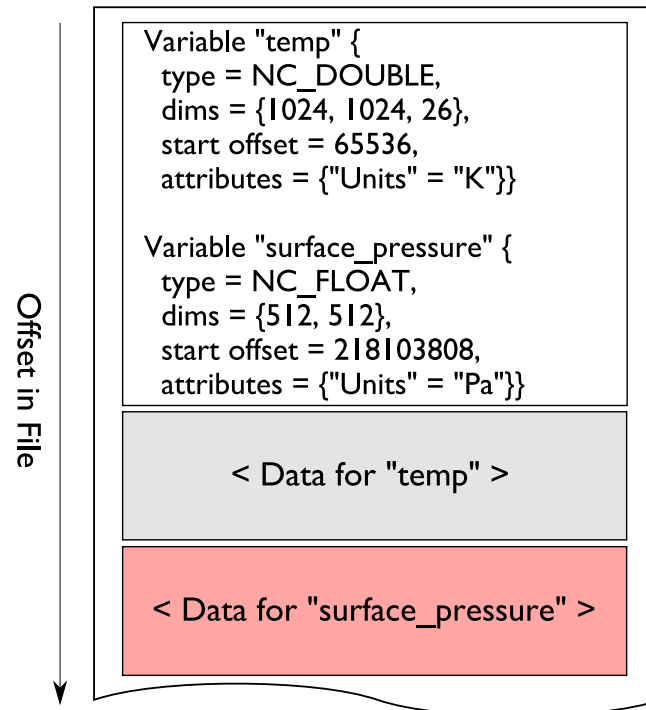 Variable "temp" {
type = NC_DOUBLE,
dims = {1024, 1024, 26},
start offset = 65536,
attributes = {"Units" = "K"}}
Variable "surface_pressure" {
type = NC_FLOAT,
dims = {512, 512},
start offset = 218103808,
attributes = {"Units" = "Pa"}}
< Data for "temp" >
< Data for "surface_pressure" >
Offset in File